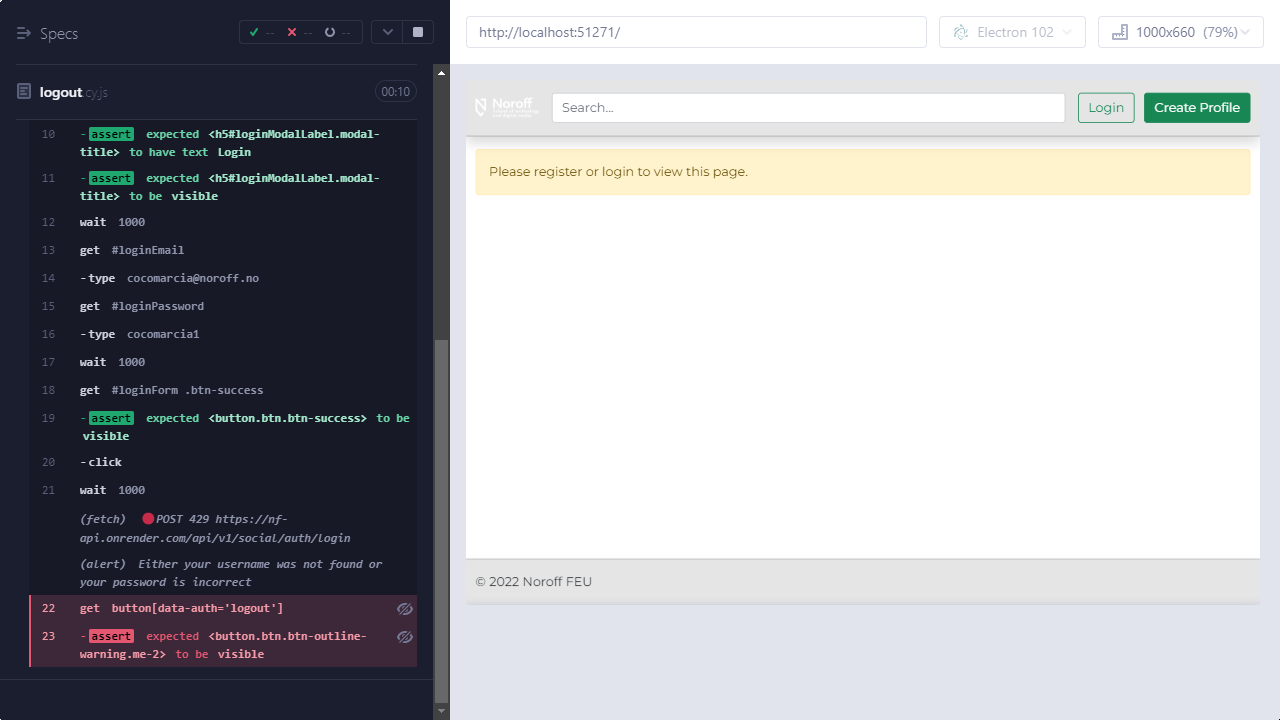 Specs
--
--
--
logout.cy.js
00:10
10 -assert expected <h5#loginModalLabel.modal-
title> to have text Login
11 -assert expected <h5#loginModalLabel.modal-
title> to be visible
12 wait 1000
13 get #loginEmail
14 -type cocomarcia@noroff.no
15 get #loginPassword
16 -type cocomarcia1
17 wait 1000
18 get #loginForm .btn-success
19 -assert expected <button.btn.btn-success> to be
visible
20 -click
21 wait 1000
(fetch) POST 429 https://nf-
api.onrender.com/api/v1/social/auth/login
(alert) Either your username was not found or
your password is incorrect
22 get button[data-auth='logout']
23 -assert expected <button.btn.btn-outline-
warning.me-2> to be visible
http://localhost:51271/
Electron 102
1000x660 (79%)
Noroff
Search...
Login
Create Profile
Please register or login to view this page.
© 2022 Noroff FEU